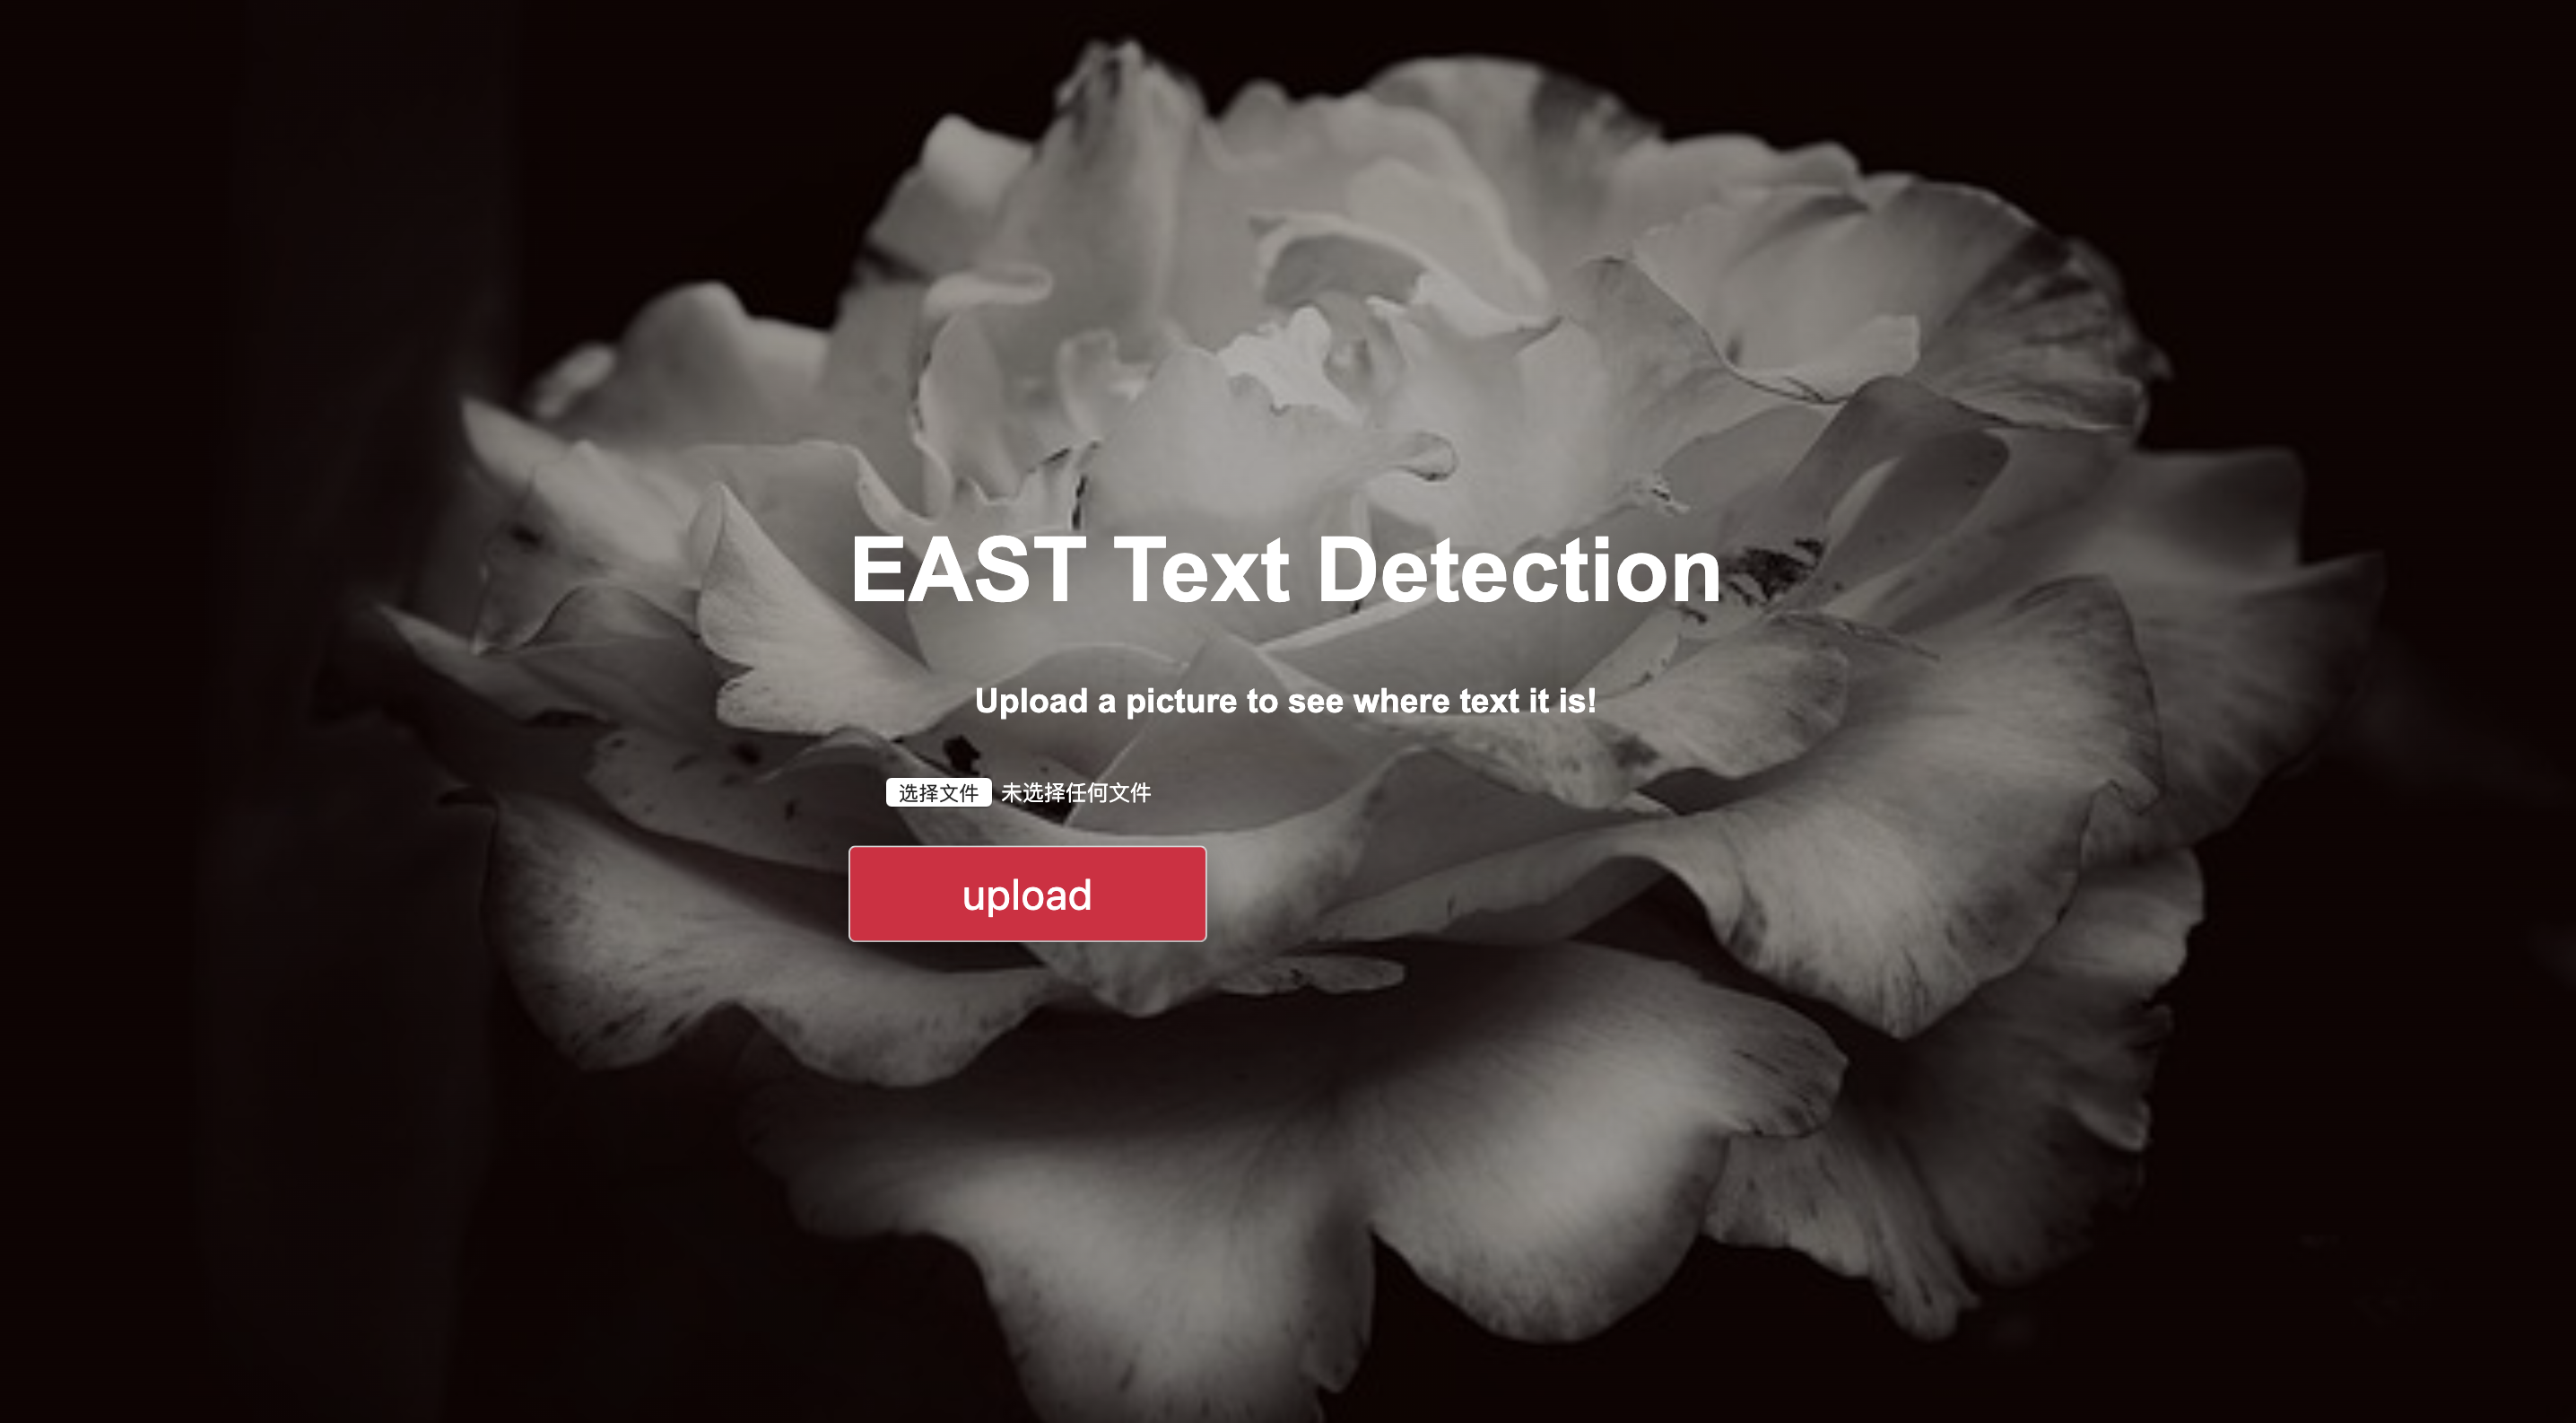 EAST Text Detection
Upload a picture to see where text it is!
选择文件 未选择任何文件
upload